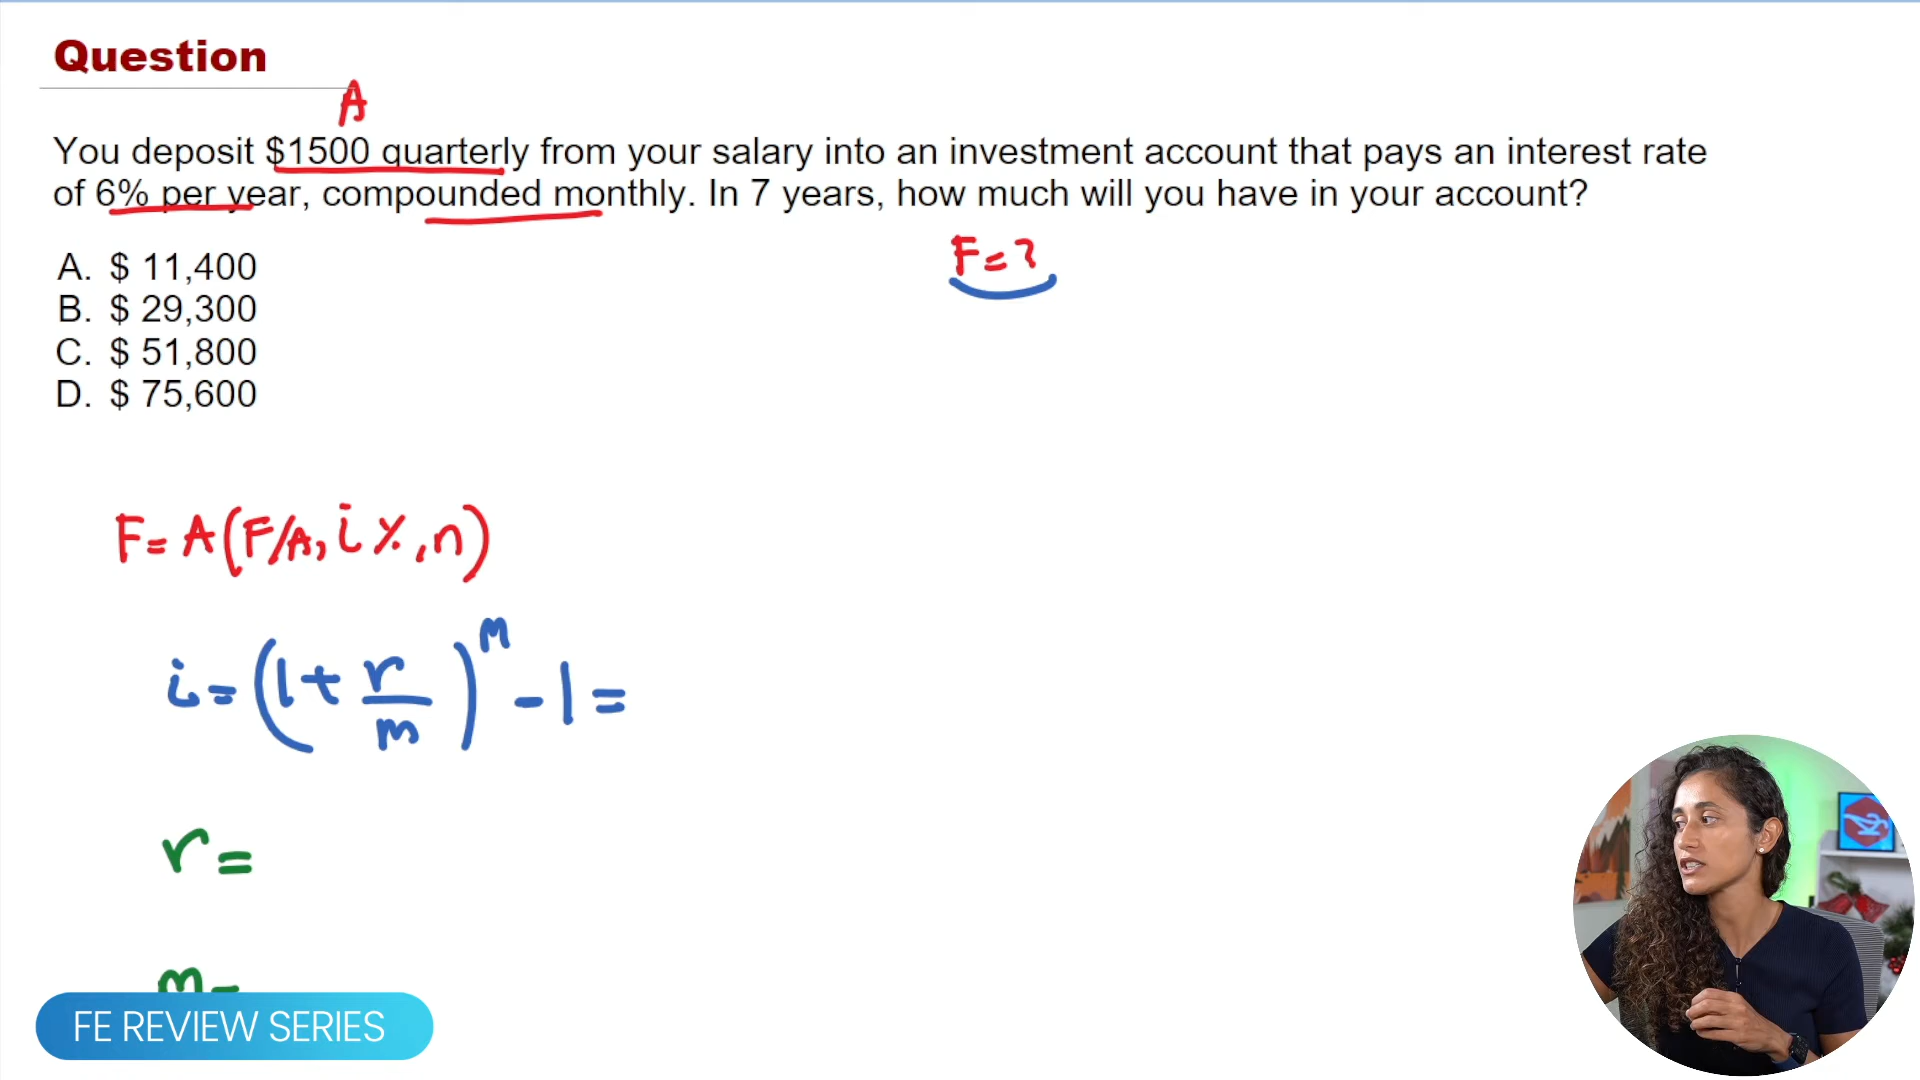 Question
A
You deposit $1500 quarterly from your salary into an investment account that pays an interest rate
of 6% per year, compounded monthly. In 7 years, how much will you have in your account?
F=?
A. $ 11,400
B. $ 29,300
C. $ 51,800
D. $ 75,600
F=A(F/A, i%, n)
i=(1+r/m)^m-1=
r=
m=
FE REVIEW SERIES